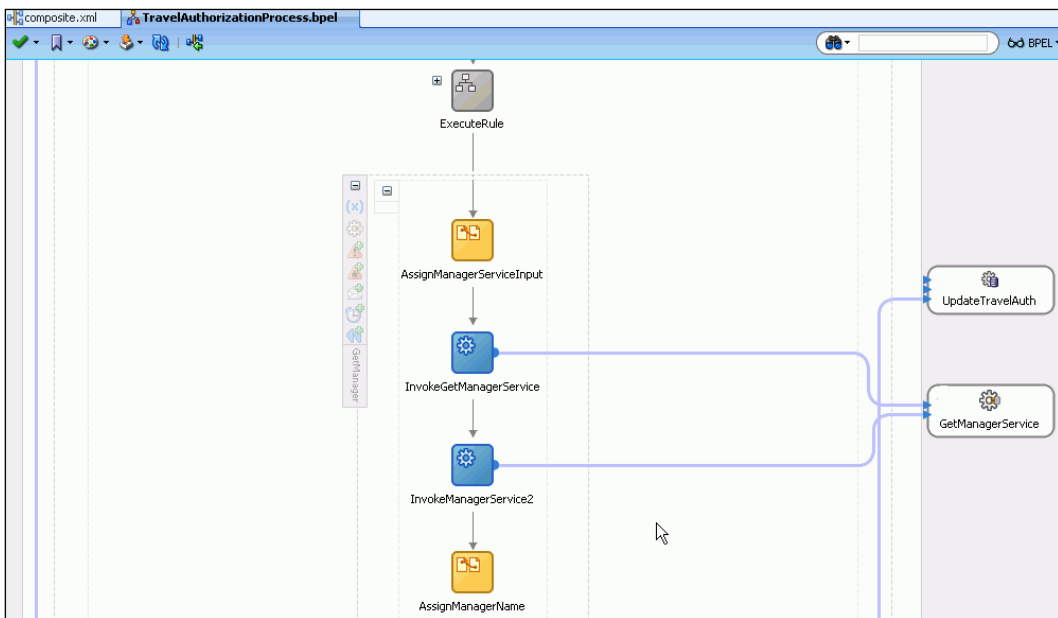 composite.xml
TravelAuthorizationProcess.bpel
BPEL
ExecuteRule
(x)
AssignManagerServiceInput
UpdateTravelAuth
GetManager
InvokeGetManagerService
GetManagerService
InvokeManagerService2
AssignManagerName